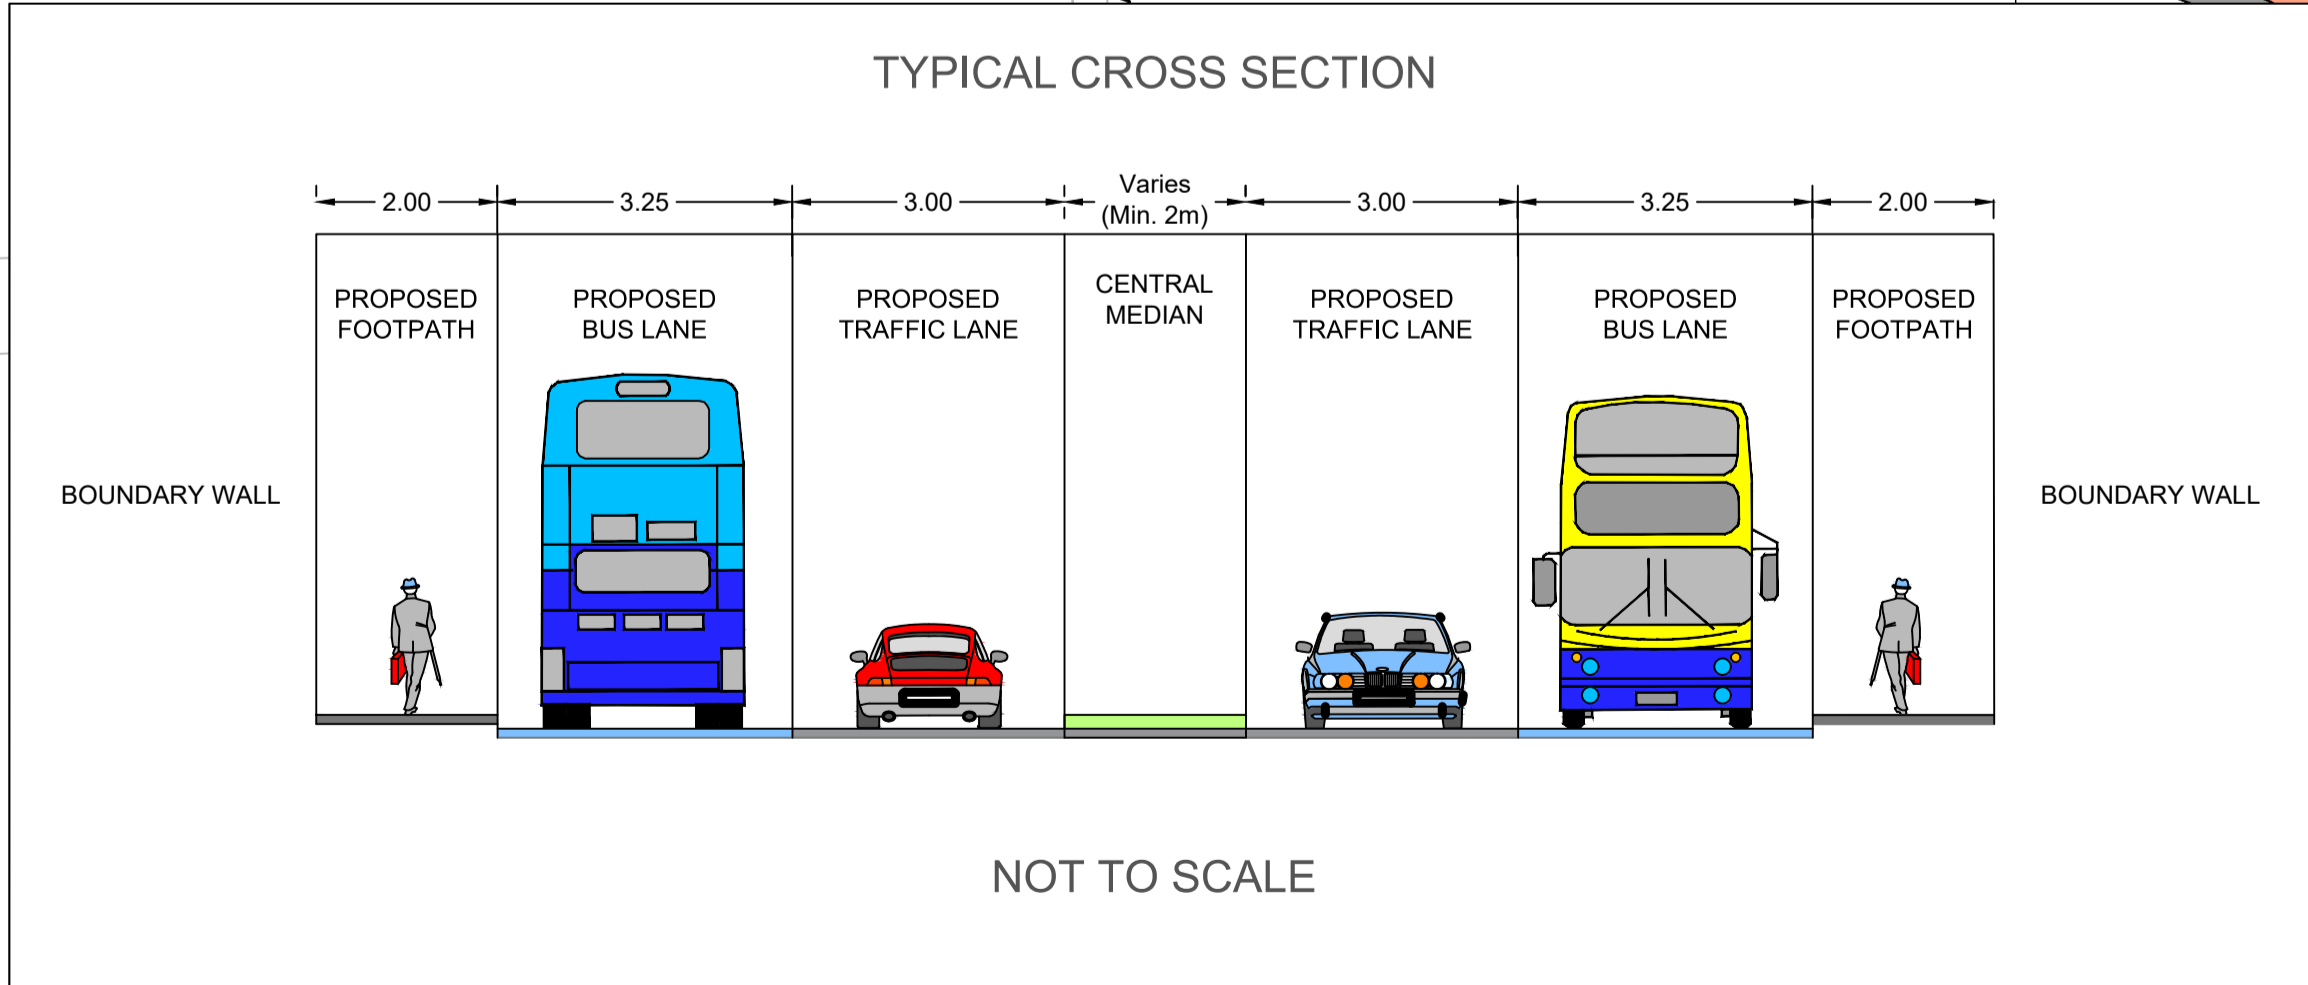 TYPICAL CROSS SECTION
2.00
3.25
3.00
Varies
(Min. 2m)
3.00
3.25
2.00
PROPOSED
FOOTPATH
PROPOSED
BUS LANE
PROPOSED
TRAFFIC LANE
CENTRAL
MEDIAN
PROPOSED
TRAFFIC LANE
PROPOSED
BUS LANE
PROPOSED
FOOTPATH
BOUNDARY WALL
BOUNDARY WALL
NOT TO SCALE